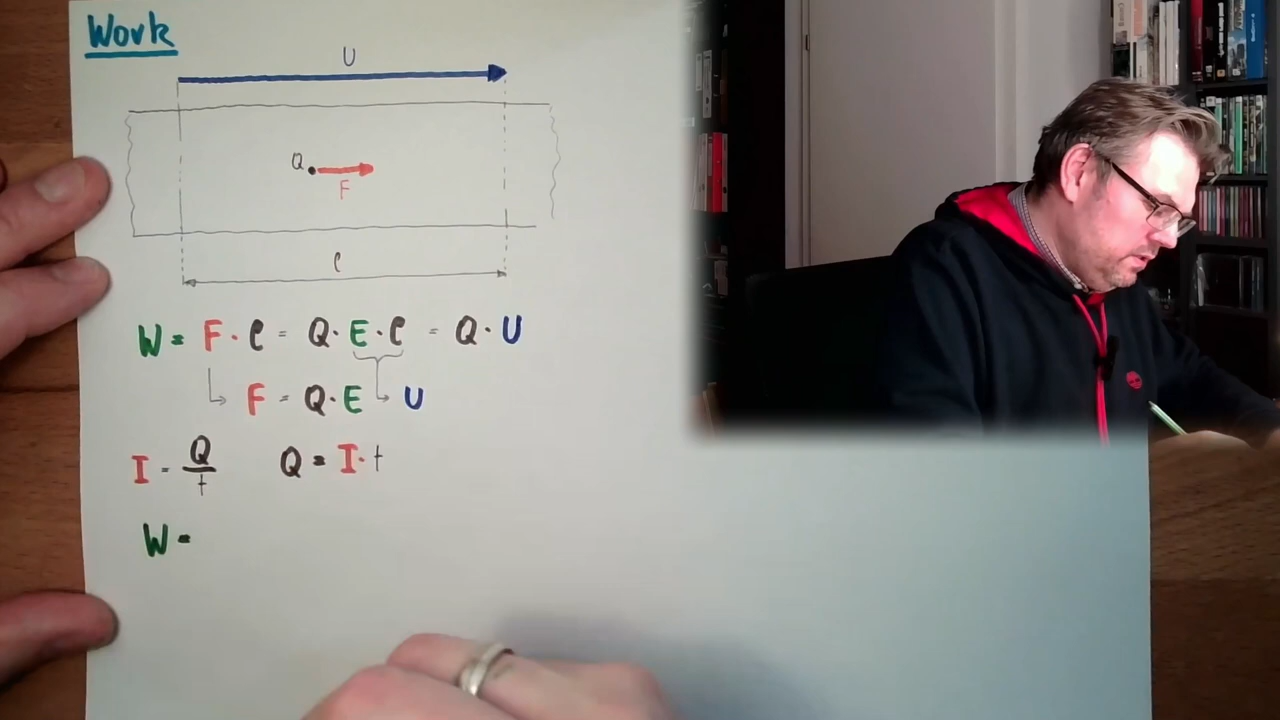 Work
U
Q
F
l
W = F · l = Q · E · l = Q · U
F = Q · E U
I = Q/t Q = I · t
W =